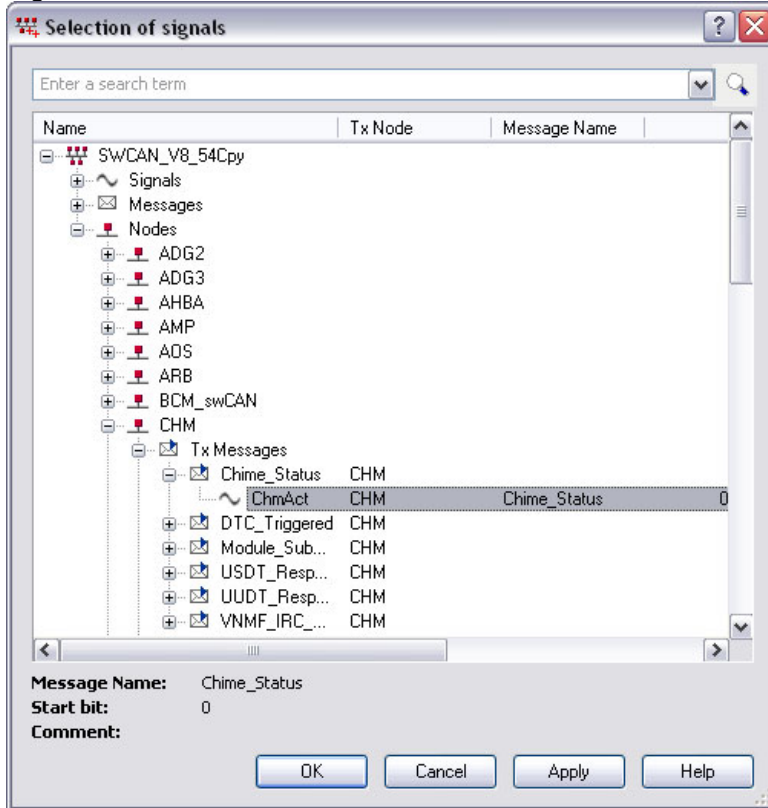 Selection of signals
Enter a search term
Name Tx Node Message Name
SWCAN_V8_54Cpy
Signals
Messages
Nodes
ADG2
ADG3
AHBA
AMP
AOS
ARB
BCM_swCAN
CHM
Tx Messages
Chime_Status CHM
ChmAct CHM Chime_Status 0
DTC_Triggered CHM
Module_Sub... CHM
USDT_Resp... CHM
UUDT_Resp... CHM
VNMF_IRC_... CHM
Message Name: Chime_Status
Start bit: 0
Comment:
OK Cancel Apply Help